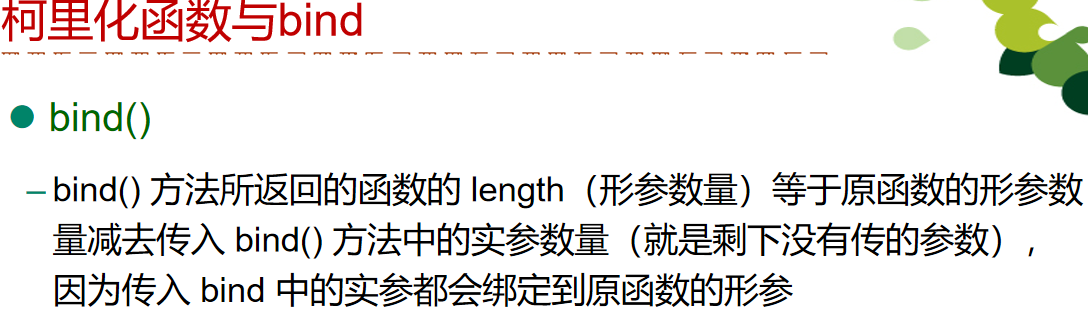 柯里化函数与bind
bind()
–bind() 方法所返回的函数的 length（形参数量）等于原函数的形参数
量减去传入 bind() 方法中的实参数量（就是剩下没有传的参数）,
因为传入 bind 中的实参都会绑定到原函数的形参